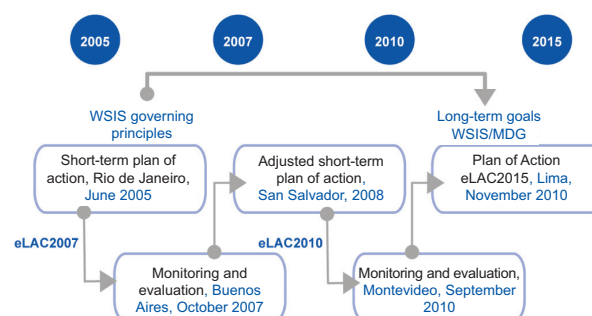 2005
2007
2010
2015
WSIS governing
principles
Long-term goals
WSIS/MDG
Short-term plan of
action, Rio de Janeiro,
June 2005
Adjusted short-term
plan of action,
San Salvador, 2008
Plan of Action
eLAC2015, Lima,
November 2010
eLAC2007
eLAC2010
Monitoring and
evaluation, Buenos
Aires, October 2007
Monitoring and evaluation,
Montevideo, September
2010